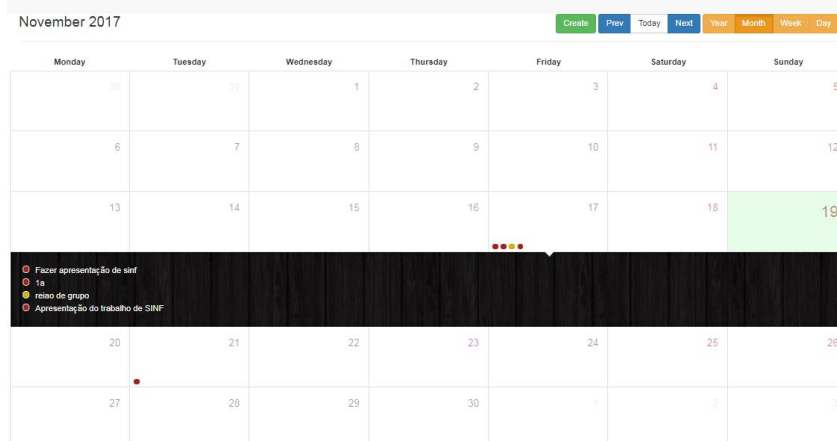 November 2017
Create Prev Today Next Year Month Week Day
Monday Tuesday Wednesday Thursday Friday Saturday Sunday
30 31 1 2 3 4 5
6 7 8 9 10 11 12
13 14 15 16 17 18 19
Fazer apresentação de sinf
1a
reiao de grupo
Apresentação do trabalho de SINF
20 21 22 23 24 25 26
27 28 29 30 1 2